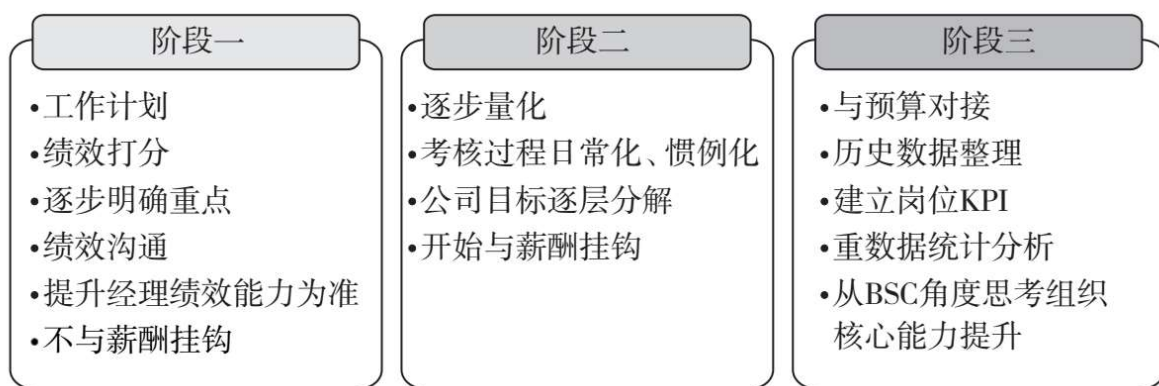 阶段一
•工作计划
•绩效打分
•逐步明确重点
•绩效沟通
•提升经理绩效能力为准
•不与薪酬挂钩
阶段二
•逐步量化
•考核过程日常化、惯例化
•公司目标逐层分解
•开始与薪酬挂钩
阶段三
•与预算对接
•历史数据整理
•建立岗位KPI
•重数据统计分析
•从BSC角度思考组织
核心能力提升